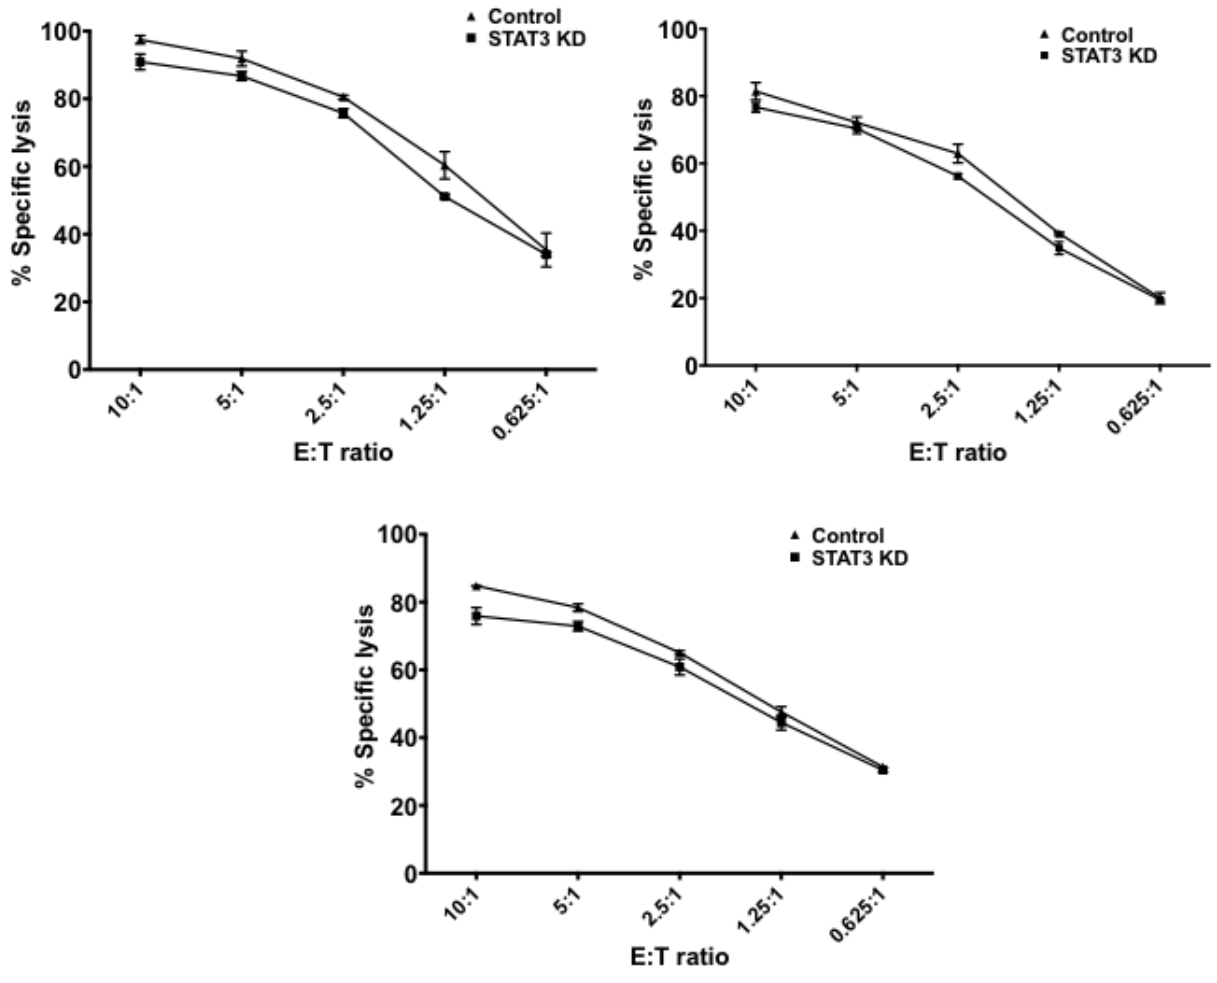 Control
STAT3 KD
% Specific lysis
100
80
60
40
20
0
10:1
5:1
2.5:1
1.25:1
0.625:1
E:T ratio
Control
STAT3 KD
% Specific lysis
100
80
60
40
20
0
10:1
5:1
2.5:1
1.25:1
0.625:1
E:T ratio
Control
STAT3 KD
% Specific lysis
100
80
60
40
20
0
10:1
5:1
2.5:1
1.25:1
0.625:1
E:T ratio